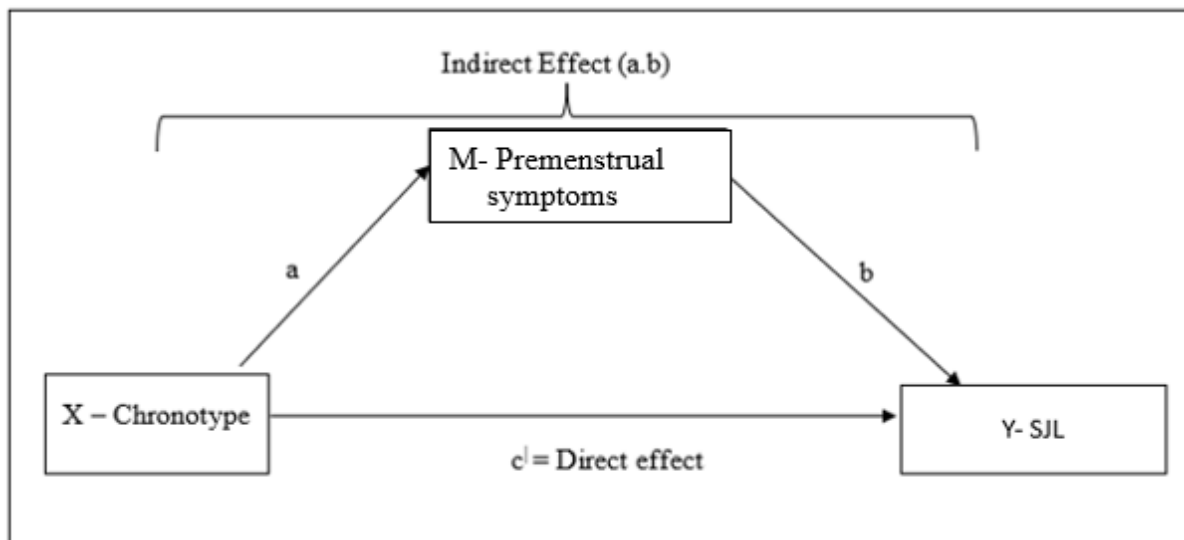 Indirect Effect (a.b)
M- Premenstrual
symptoms
a
b
X – Chronotype
Y- SJL
c| = Direct effect